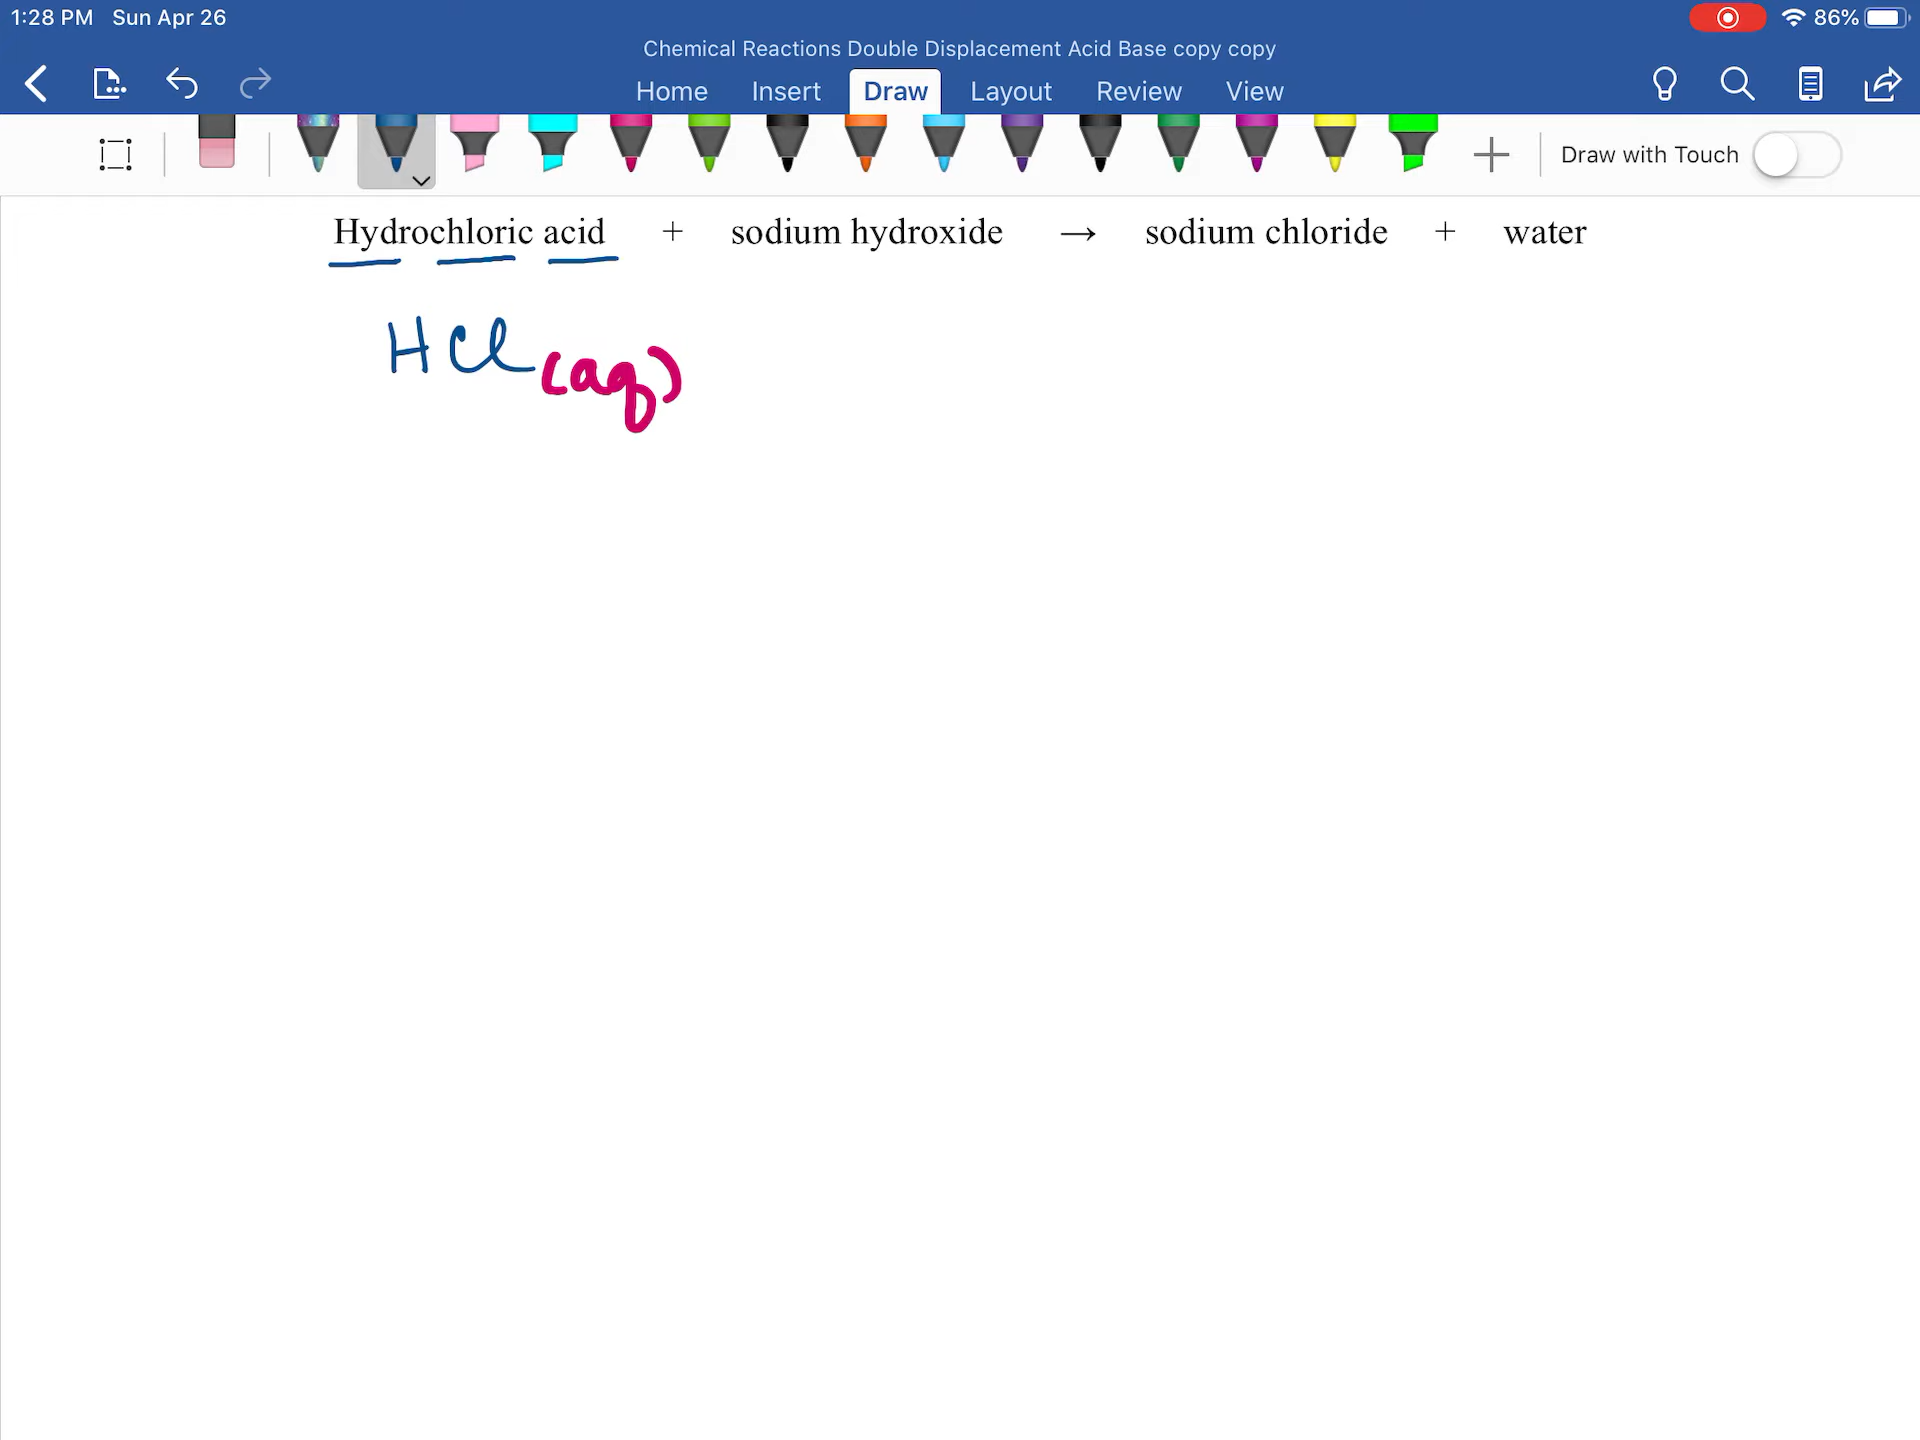 1:28 PM Sun Apr 26 86%
Chemical Reactions Double Displacement Acid Base copy copy
Home Insert Draw Layout Review View
Draw with Touch
Hydrochloric acid + sodium hydroxide → sodium chloride + water
HCl(aq)